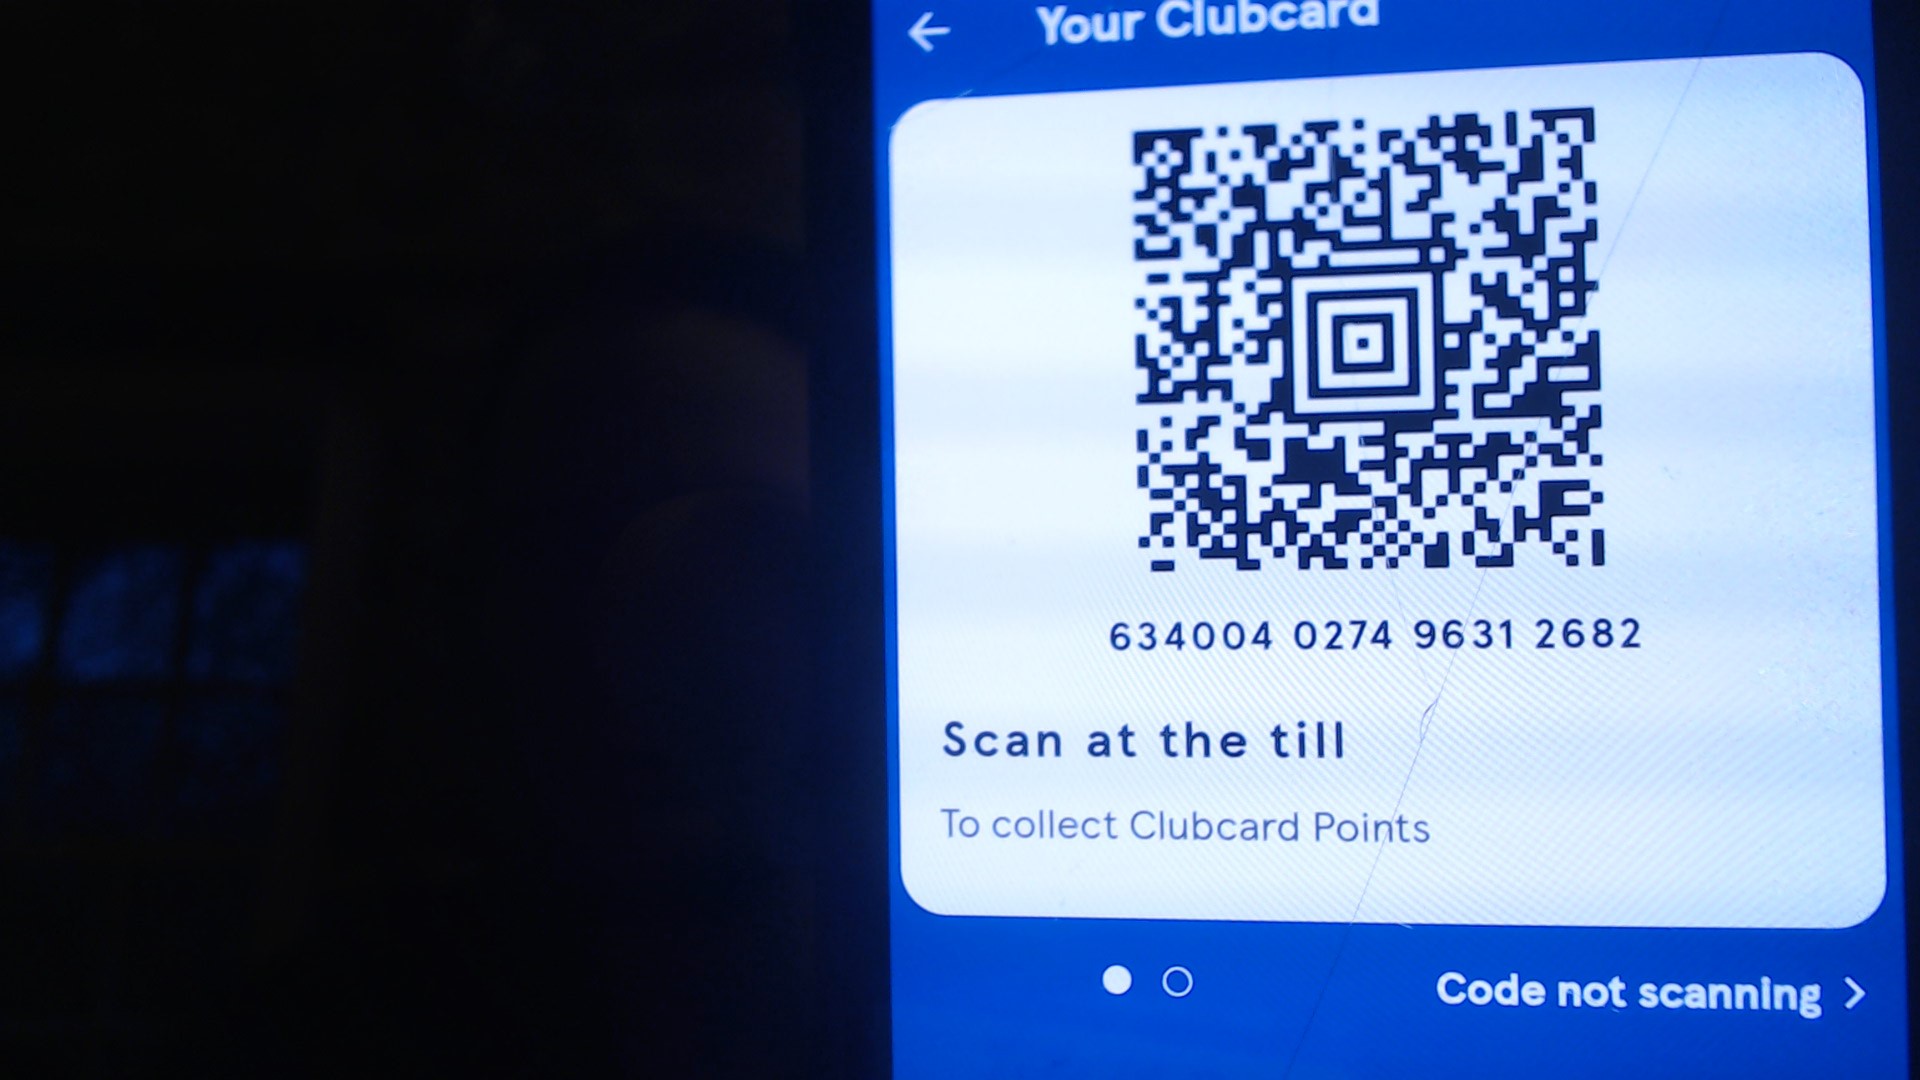 Your Clubcard
634004 0274 9631 2682
Scan at the till
To collect Clubcard Points
Code not scanning